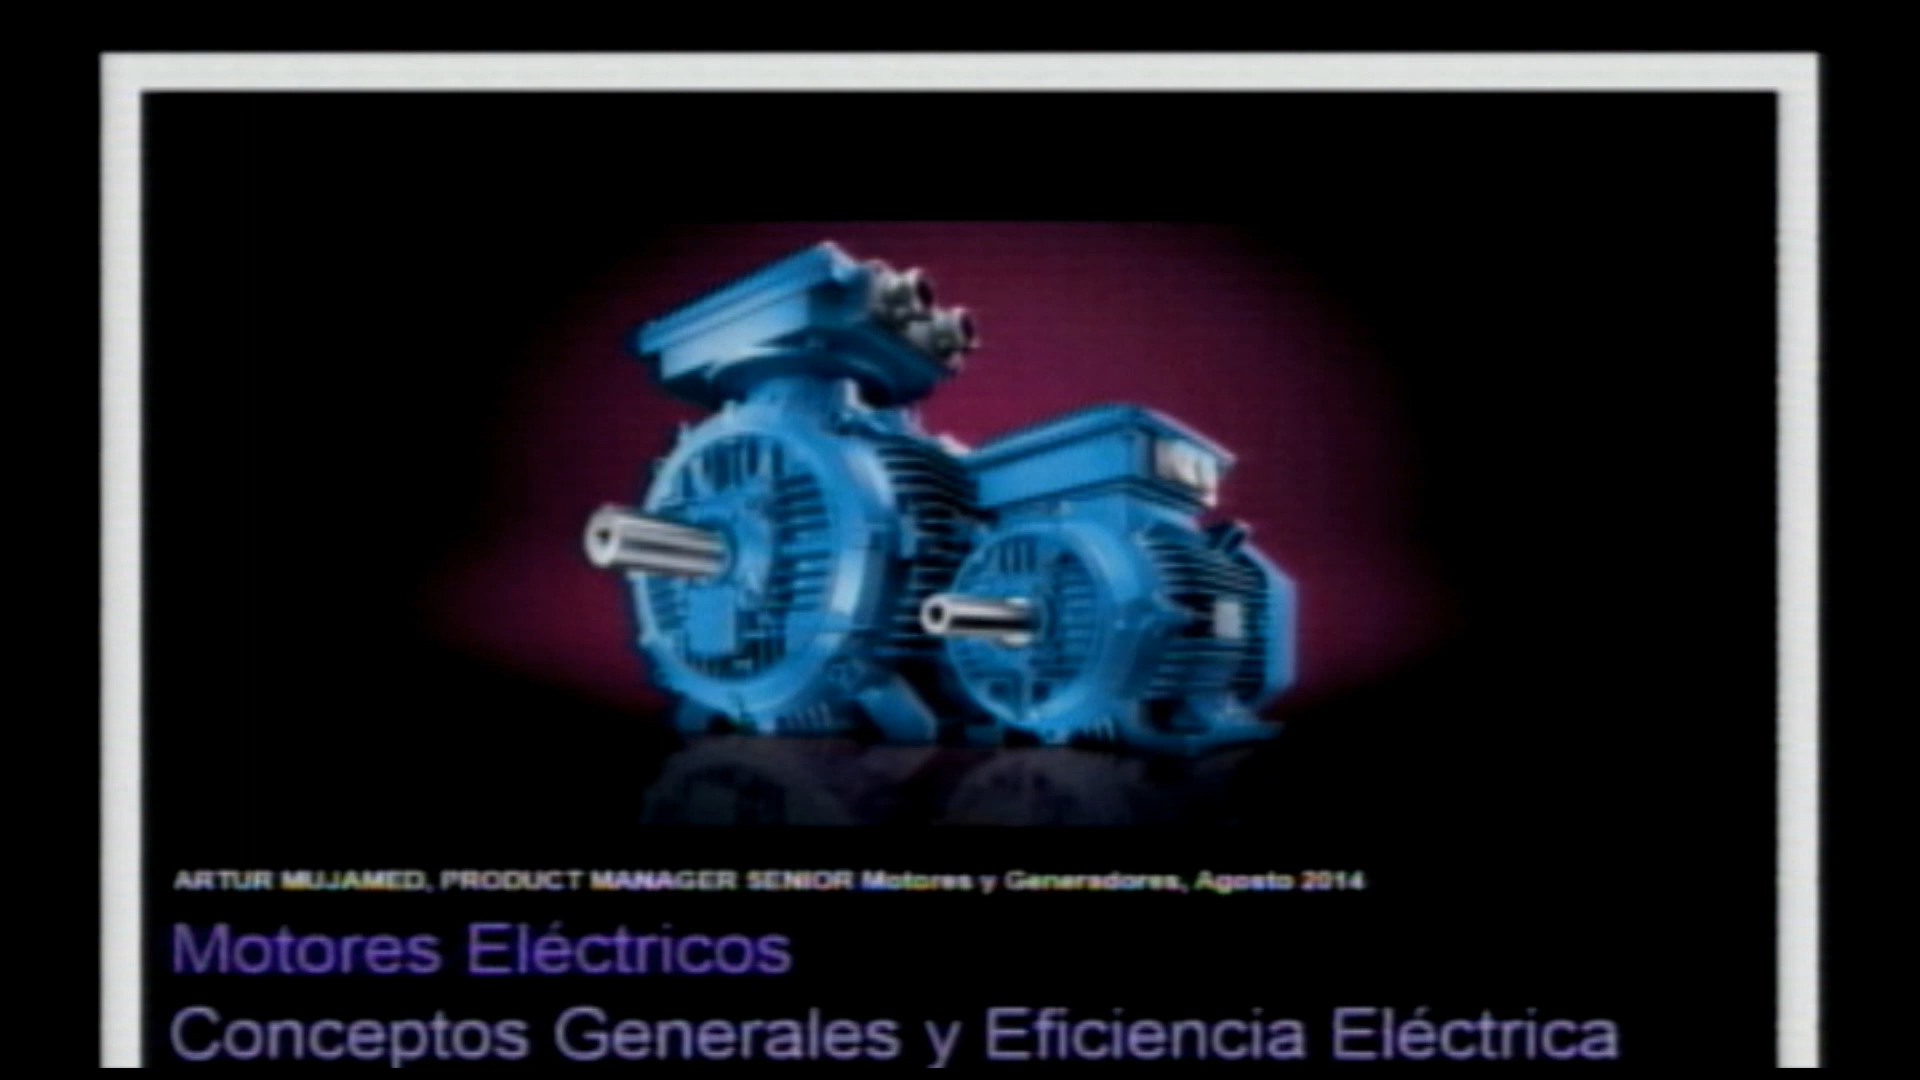 ARTUR MUJAMED, PRODUCT MANAGER SENIOR Motores y Generadores, Agosto 2014
Motores Eléctricos
Conceptos Generales y Eficiencia Eléctrica